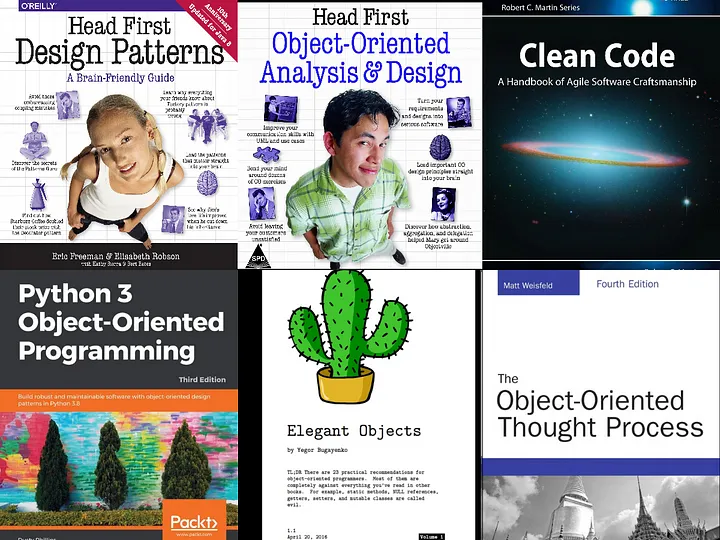 O'REILLY®
10th
Anniversary
Updated for Java 8
Head First
Design Patterns
A Brain-Friendly Guide
Avoid those
embarrassing
coupling mistakes
Learn why everything
your friends know about
Factory pattern is
probably
wrong
Discover the secrets
of the Patterns Guru
Load the patterns
that matter straight
into your brain
Find out how
Starbuzz Coffee doubled
their stock price with
the Decorator pattern
See why
when he cut down
his inheritance
Eric Freeman & Elisabeth Robson
with Kathy Sierra & Bert Bates
Head First
Object-Oriented
Analysis & Design
Improve your
communication skills with
UML and use cases
Turn your
requirements
and designs into
serious software
Bend your mind
around dozens
of OO exercises
Load important OO
design principles straight
into your brain
Avoid leaving
your customers
unsatisfied
Discover how abstraction,
aggregation, and delegation
helped Mary get around
Objectville
SPD
Robert C. Martin Series
Clean Code
A Handbook of Agile Software Craftsmanship
Python 3
Object-Oriented
Programming
Third Edition
Build robust and maintainable software with object-oriented design
patterns in Python 3.8
Packt>
www.packt.com
Elegant Objects
by Yegor Bugayenko
TL;DR There are 23 practical recommendations for
object-oriented programmers. Most of them are
completely against everything you've read in other
books. For example, static methods, NULL references,
getters, setters, and mutable classes are called
evil.
1.1
April 20, 2016
Volume 1
Matt Weisfeld
Fourth Edition
The
Object-Oriented
Thought Process